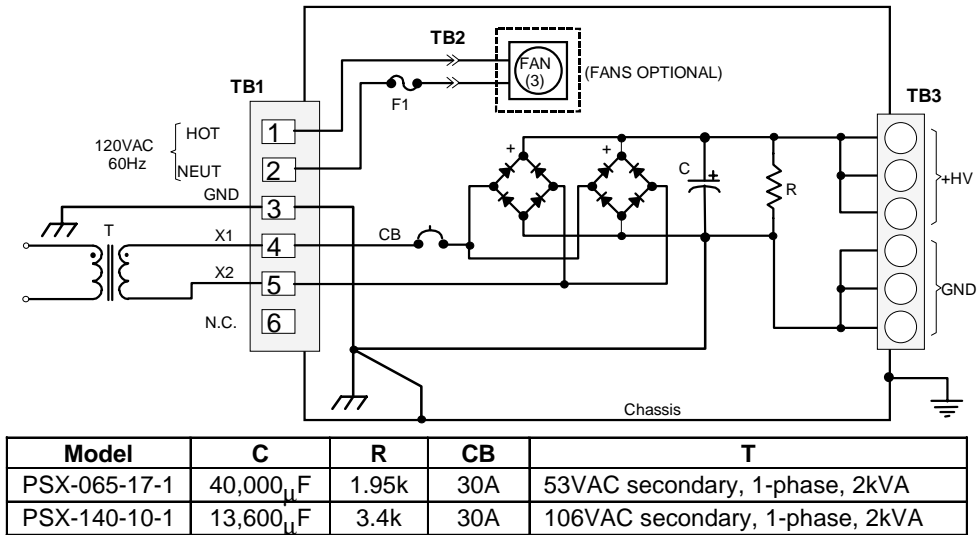 TB2
FAN
(3)
(FANS OPTIONAL)
F1
TB1
TB3
120VAC
60Hz
HOT
NEUT
GND
1
2
3
4
5
6
T
X1
X2
N.C.
CB
+
+
C
+
R
+HV
GND
Chassis
Model C R CB T
PSX-065-17-1 40,000µF 1.95k 30A 53VAC secondary, 1-phase, 2kVA
PSX-140-10-1 13,600µF 3.4k 30A 106VAC secondary, 1-phase, 2kVA